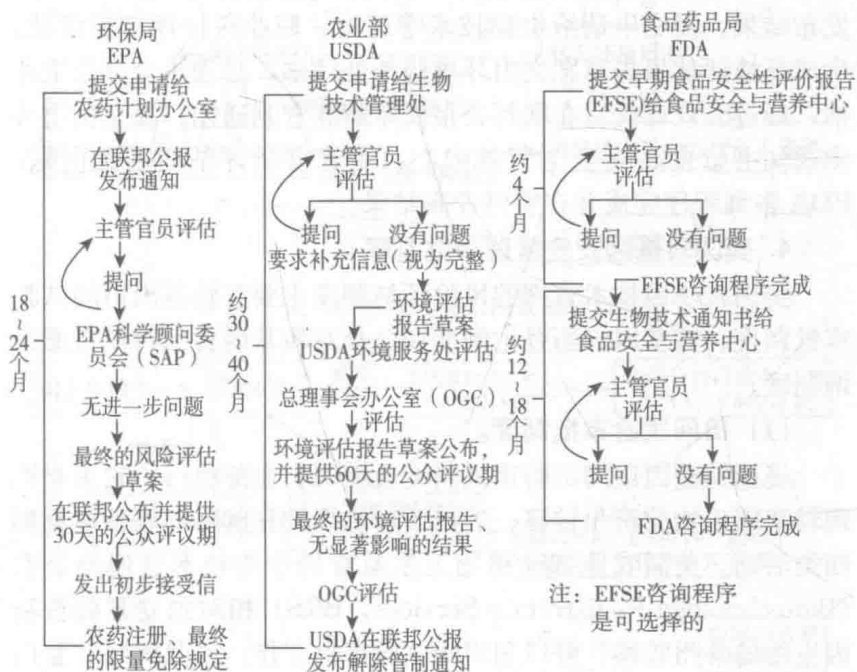 环保局
EPA
提交申请给
农药计划办公室
在联邦公报
发布通知
主管官员评估
提问
18~24个月
EPA科学顾问委
员会(SAP)
无进一步问题
最终的风险评估
草案
在联邦公布并提供
30天的公众评议期
发出初步接受信
农药注册、最终
的限量免除规定
农业部
USDA
提交申请给生物
技术管理处
主管官员
评估
提问 没有问题
要求补充信息(视为完整)
约30~40个月
环境评估
报告草案
USDA环境服务处评估
总理事会办公室(OGC)
评估
环境评估报告草案公布,
并提供60天的公众评议期
最终的环境评估报告,
无显著影响的结果
OGC评估
USDA在联邦公报
发布解除管制通知
食品药品局
FDA
提交早期食品安全性评价报告
(EFSE)给食品安全与营养中心
约4个月
主管官员
评估
提问 没有问题
EFSE咨询程序完成
提交生物技术通知书给
食品安全与营养中心
约12~18个月
主管官员
评估
提问 没有问题
FDA咨询程序完成
注:EFSE咨询程序
是可选择的